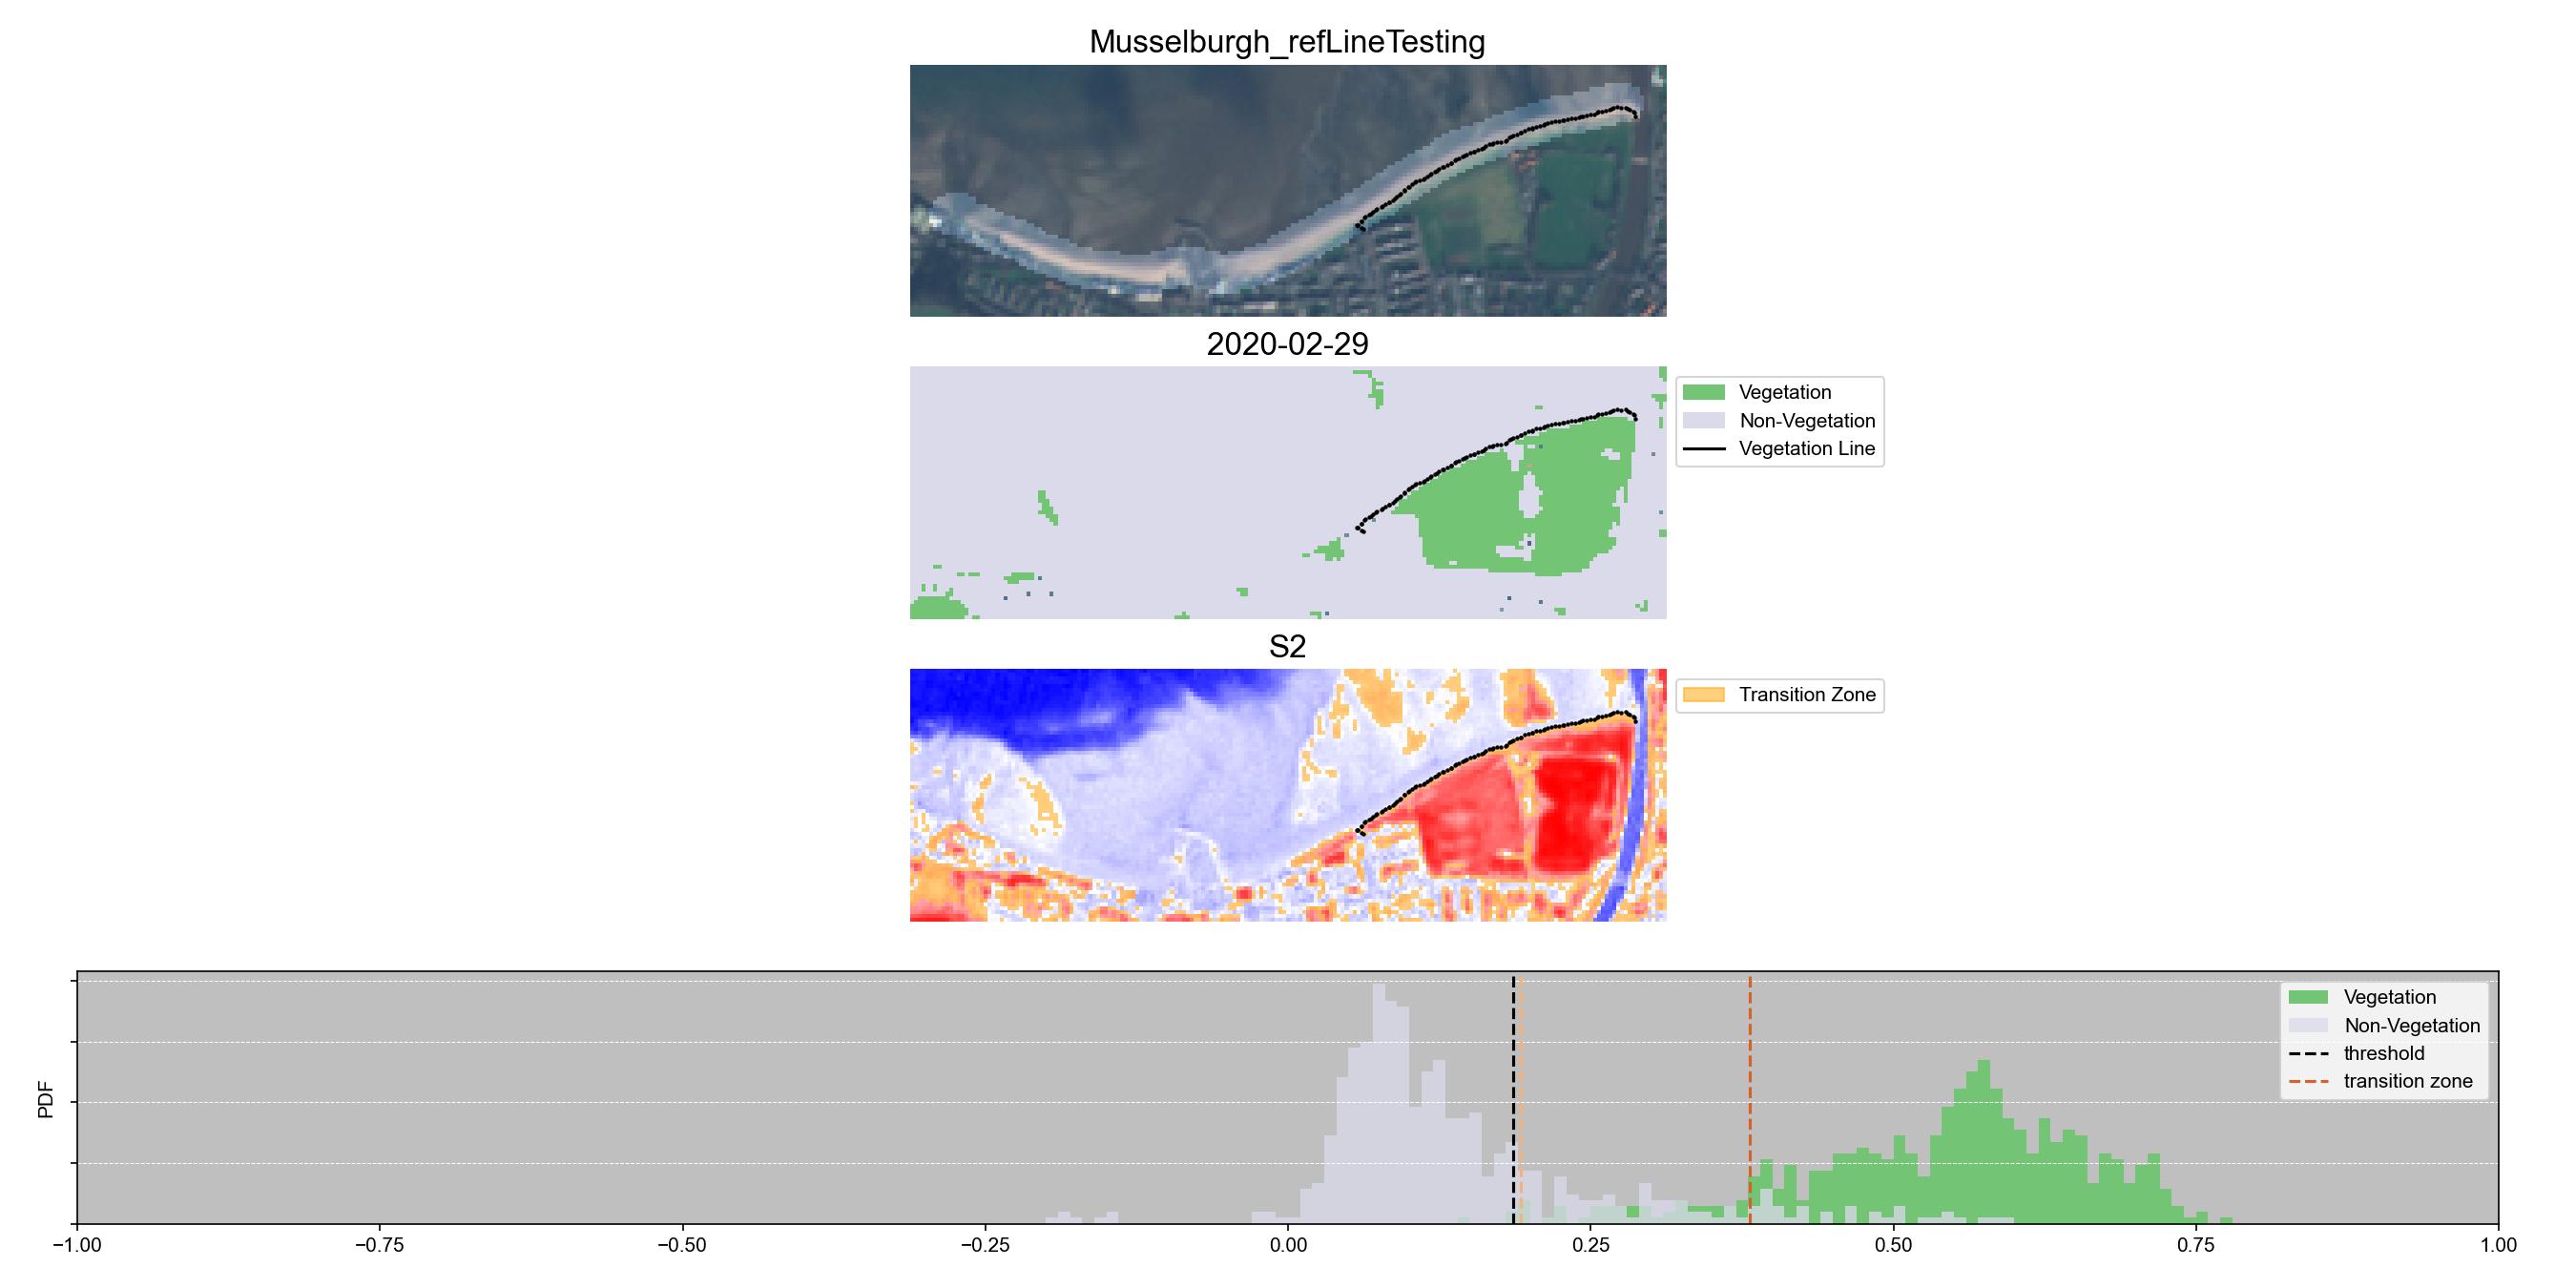 Musselburgh_refLineTesting
2020-02-29
Vegetation
Non-Vegetation
Vegetation Line
S2
Transition Zone
PDF
Vegetation
Non-Vegetation
threshold
transition zone
−1.00 −0.75 −0.50 −0.25 0.00 0.25 0.50 0.75 1.00